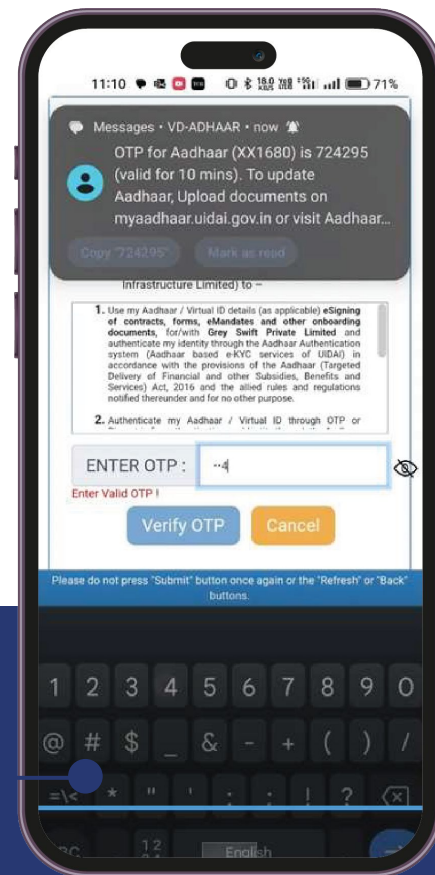 11:10
18.0 KB/S
71%
Messages • VD-ADHAAR • now
OTP for Aadhaar (XX1680) is 724295
(valid for 10 mins). To update
Aadhaar, Upload documents on
myaadhaar.uidai.gov.in or visit Aadhaar...
Copy "724295" Mark as read
Infrastructure Limited) to –
1. Use my Aadhaar / Virtual ID details (as applicable) eSigning
of contracts, forms, eMandates and other onboarding
documents, for/with Grey Swift Private Limited and
authenticate my identity through the Aadhaar Authentication
system (Aadhaar based e-KYC services of UIDAI) in
accordance with the provisions of the Aadhaar (Targeted
Delivery of Financial and other Subsidies, Benefits and
Services) Act, 2016 and the allied rules and regulations
notified thereunder and for no other purpose.
2. Authenticate my Aadhaar / Virtual ID through OTP or
ENTER OTP : ··4
Enter Valid OTP !
Verify OTP Cancel
Please do not press "Submit" button once again or the "Refresh" or "Back"
buttons.
1 2 3 4 5 6 7 8 9 0
@ # $ _ & - + ( ) /
=\< * " ' : ; ! ?
English